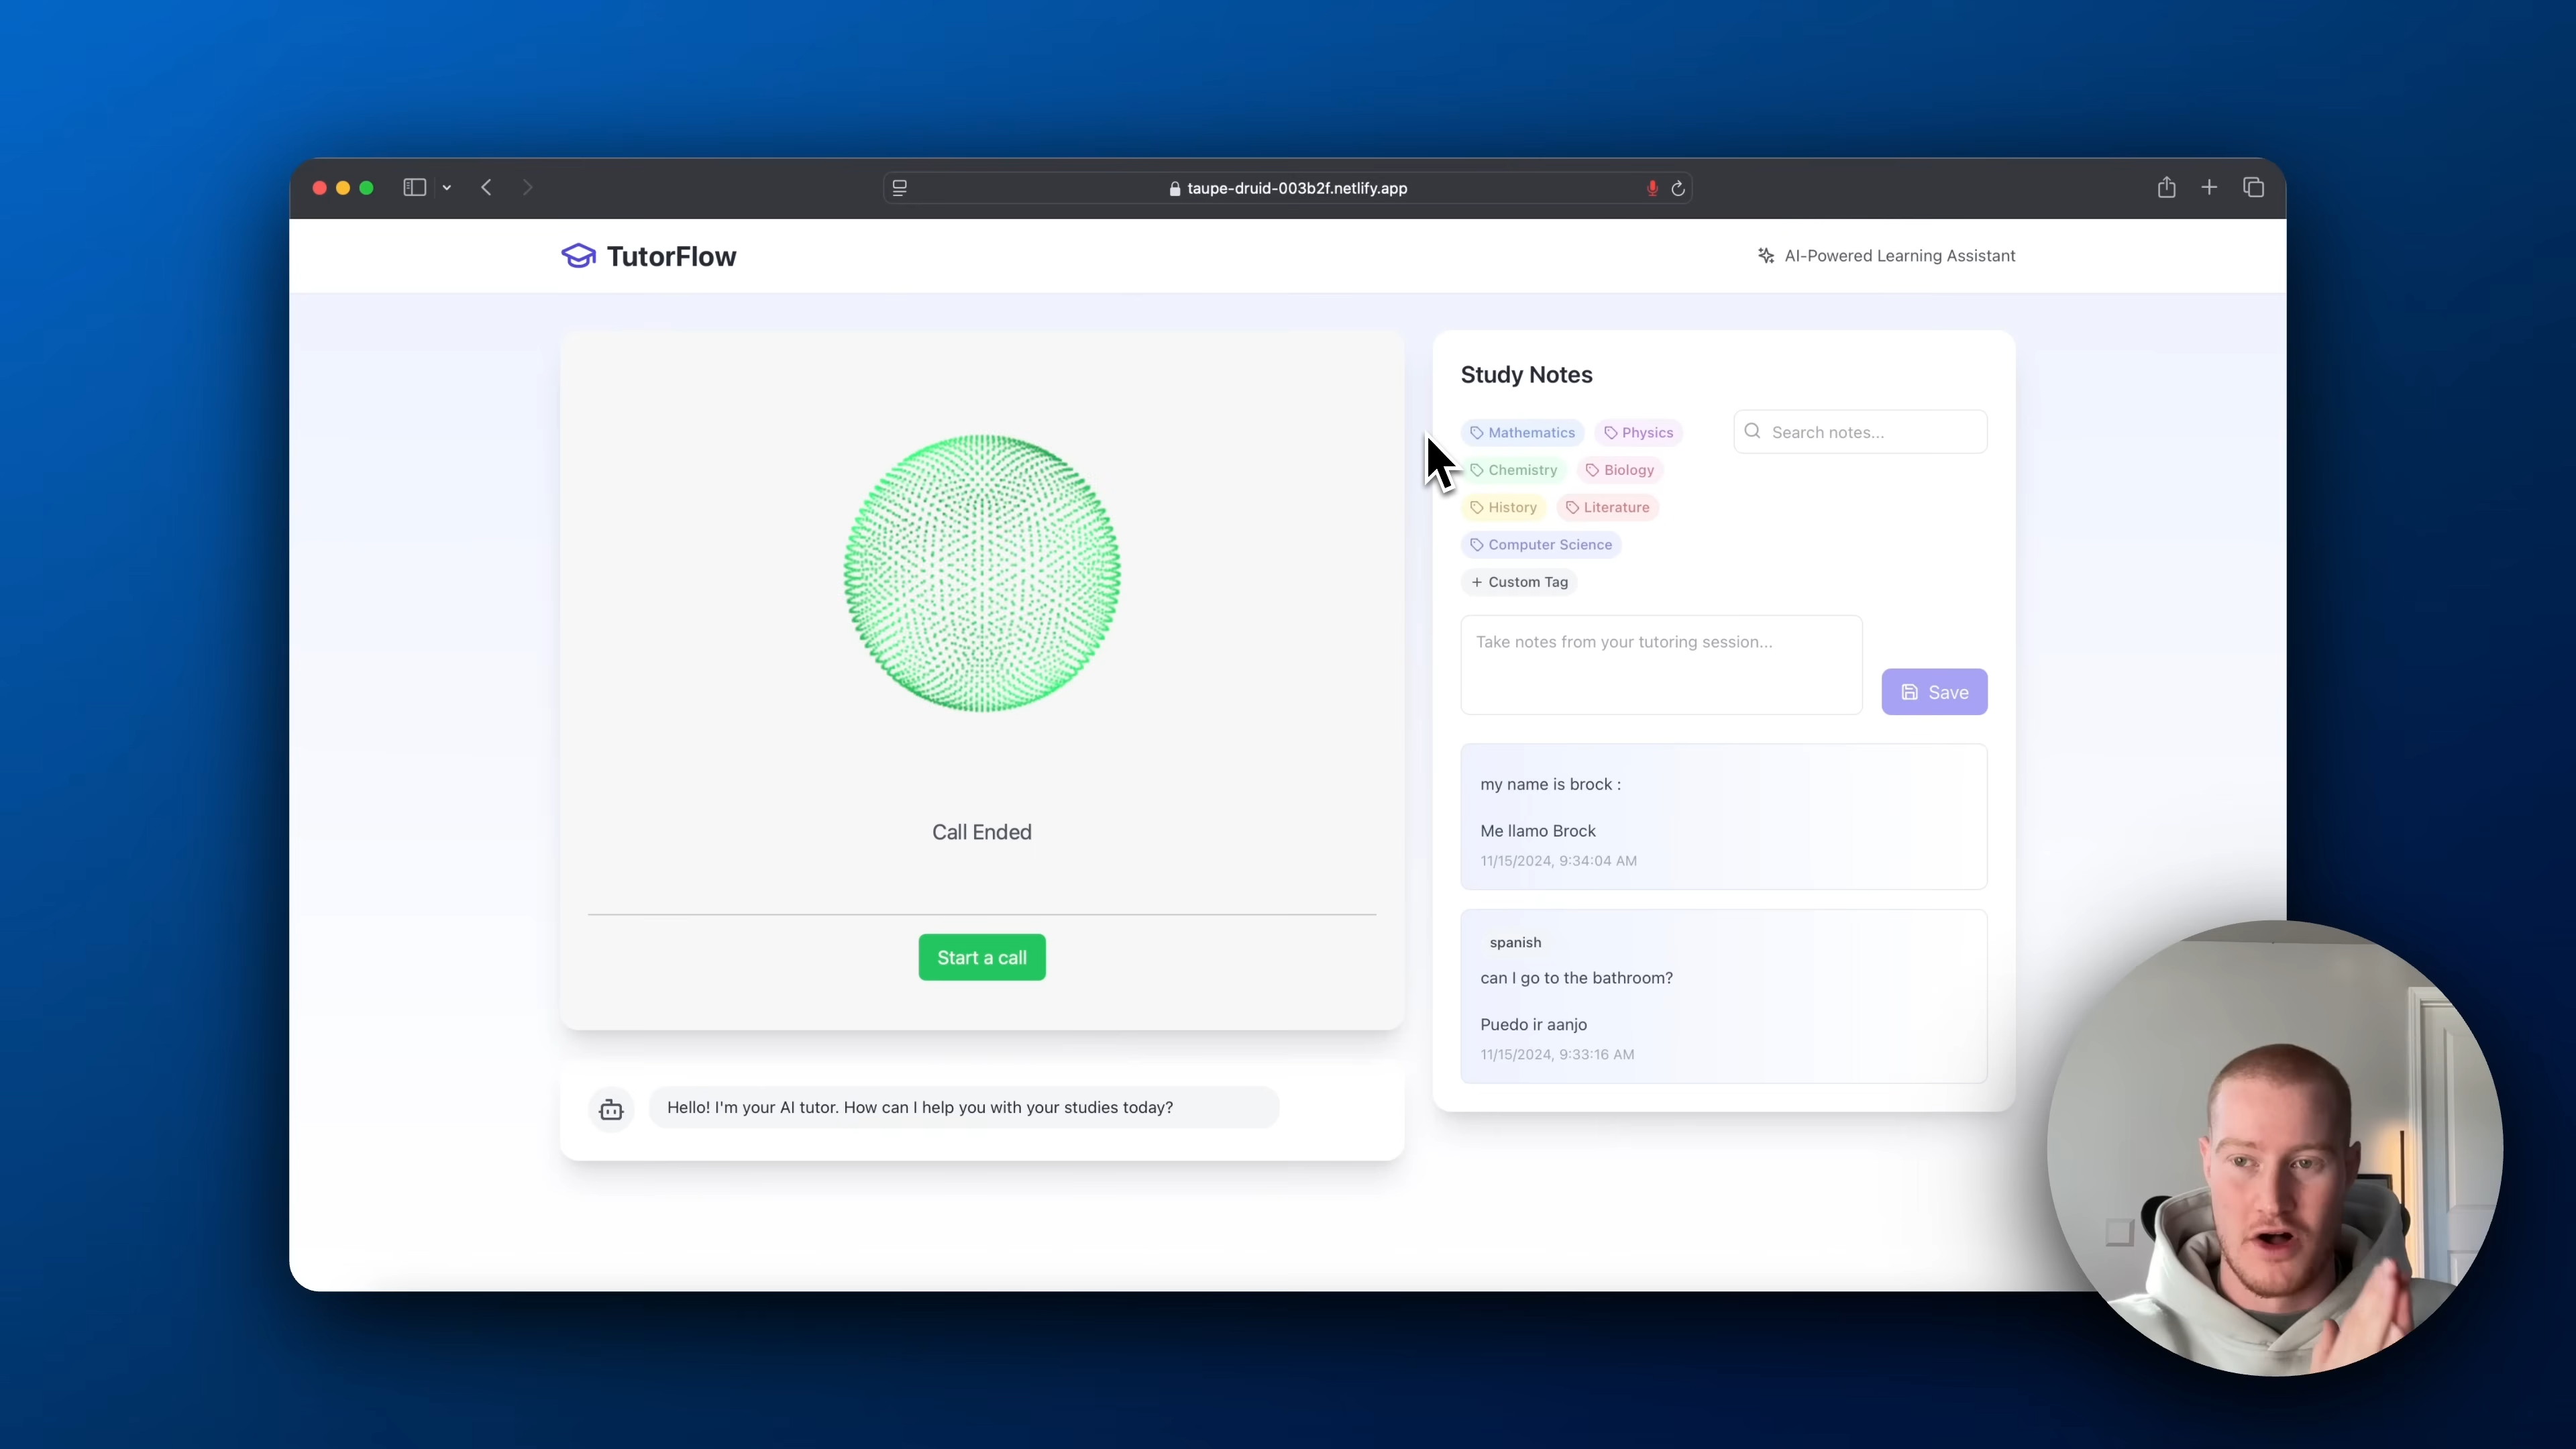 taupe-druid-003b2f.netlify.app
TutorFlow
AI-Powered Learning Assistant
Call Ended
Start a call
Hello! I'm your AI tutor. How can I help you with your studies today?
Study Notes
Mathematics Physics
Search notes...
Chemistry Biology
History Literature
Computer Science
+ Custom Tag
Take notes from your tutoring session...
Save
my name is brock :
Me llamo Brock
11/15/2024, 9:34:04 AM
spanish
can I go to the bathroom?
Puedo ir aanjo
11/15/2024, 9:33:16 AM